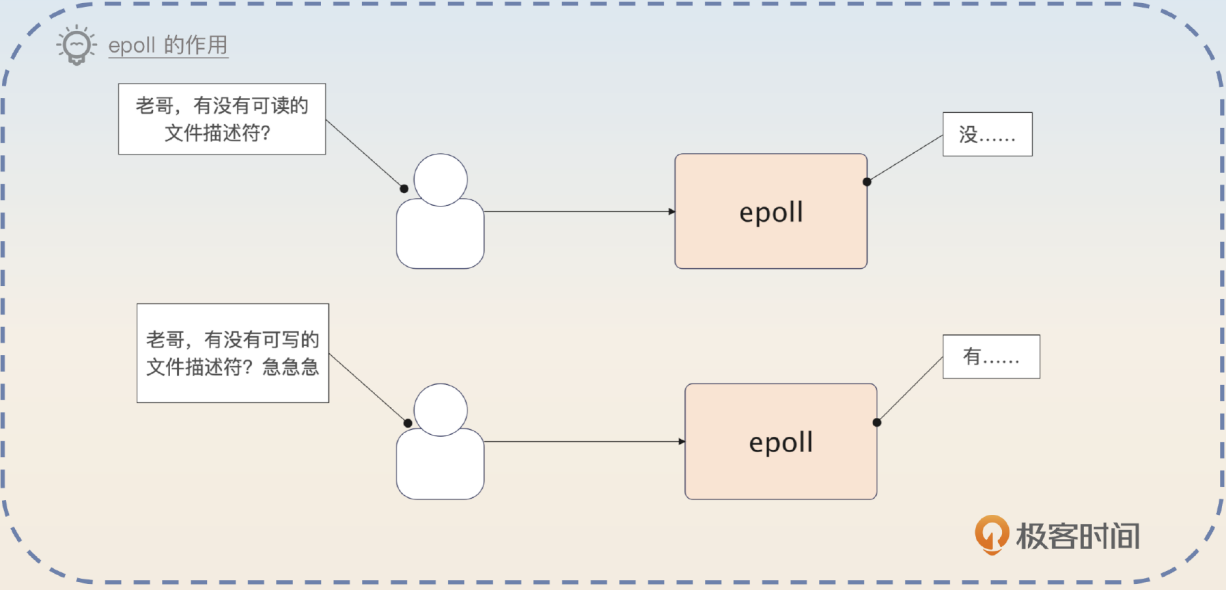 epoll 的作用
老哥，有没有可读的
文件描述符？
没……
epoll
老哥，有没有可写的
文件描述符？急急急
有……
epoll
极客时间